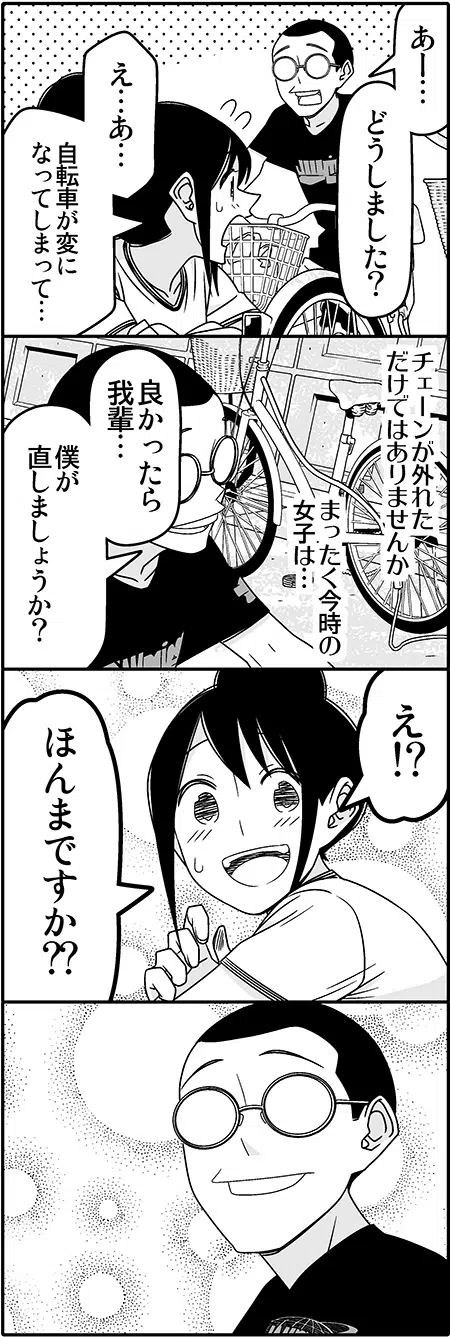 あー…
どうしました?
え…あ…
自転車が変に
なってしまって…
チェーンが外れた
だけではありませんか
まったく今時の
女子は…
良かったら
我輩…
僕が
直しましょうか?
え!?
ほんまですか??